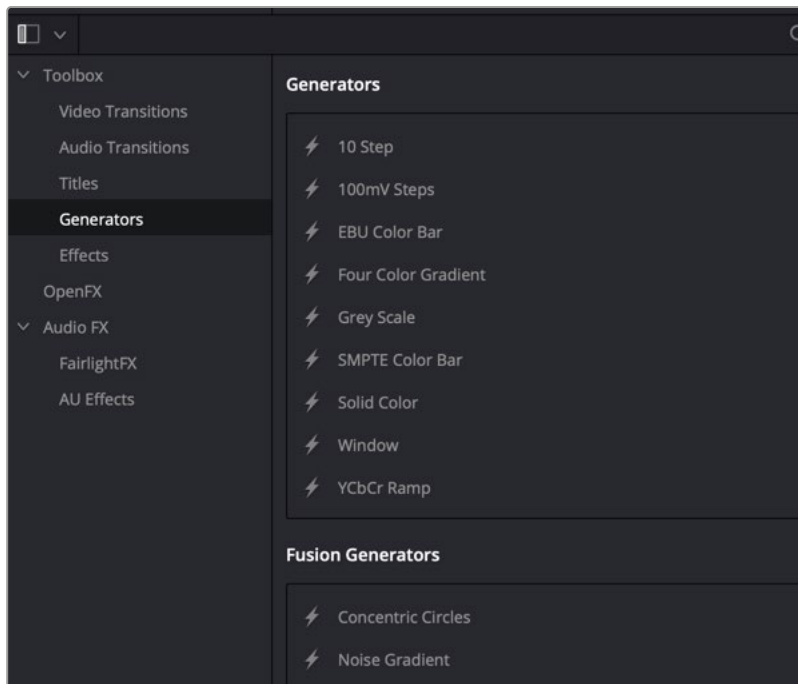 Toolbox
Video Transitions
Audio Transitions
Titles
Generators
Effects
OpenFX
Audio FX
FairlightFX
AU Effects
Generators
10 Step
100mV Steps
EBU Color Bar
Four Color Gradient
Grey Scale
SMPTE Color Bar
Solid Color
Window
YCbCr Ramp
Fusion Generators
Concentric Circles
Noise Gradient